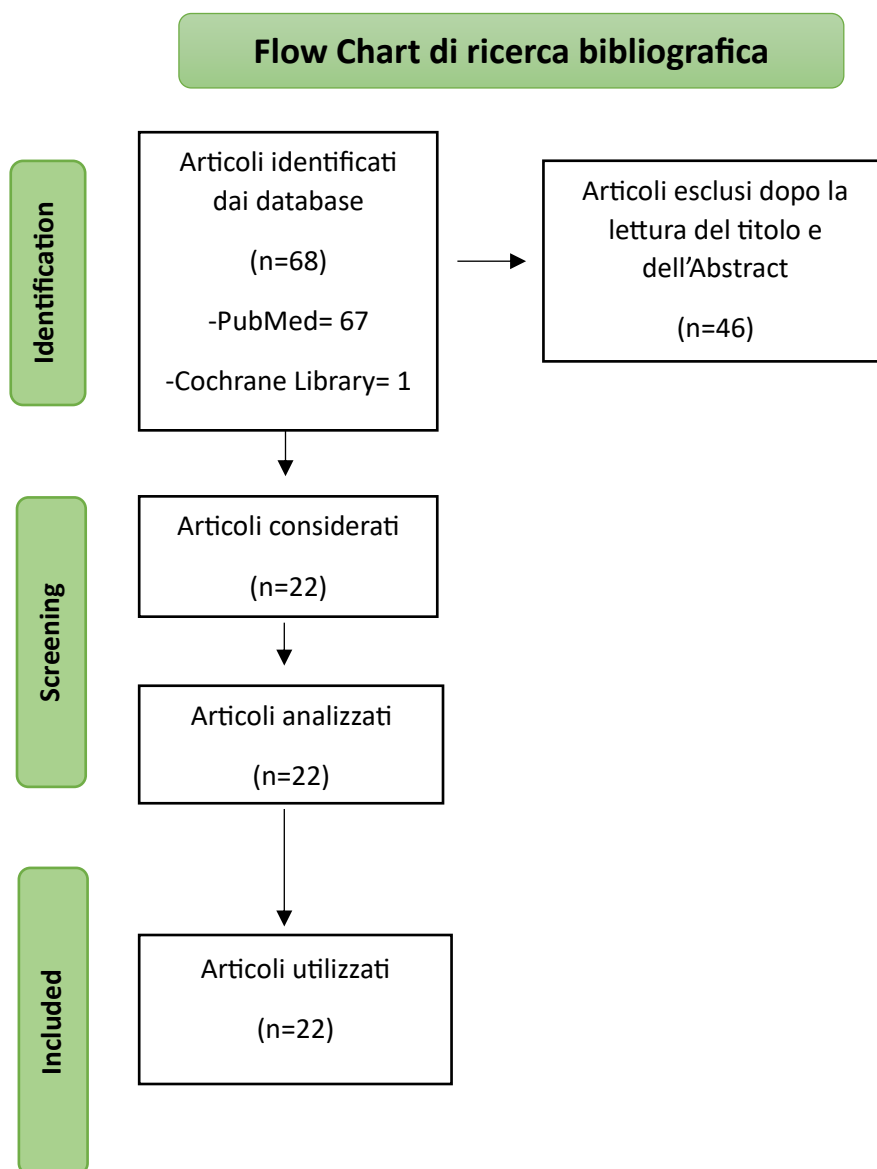 Flow Chart di ricerca bibliografica
Identification
Articoli identificati
dai database
(n=68)
-PubMed= 67
-Cochrane Library= 1
Articoli esclusi dopo la
lettura del titolo e
dell’Abstract
(n=46)
Screening
Articoli considerati
(n=22)
Articoli analizzati
(n=22)
Included
Articoli utilizzati
(n=22)